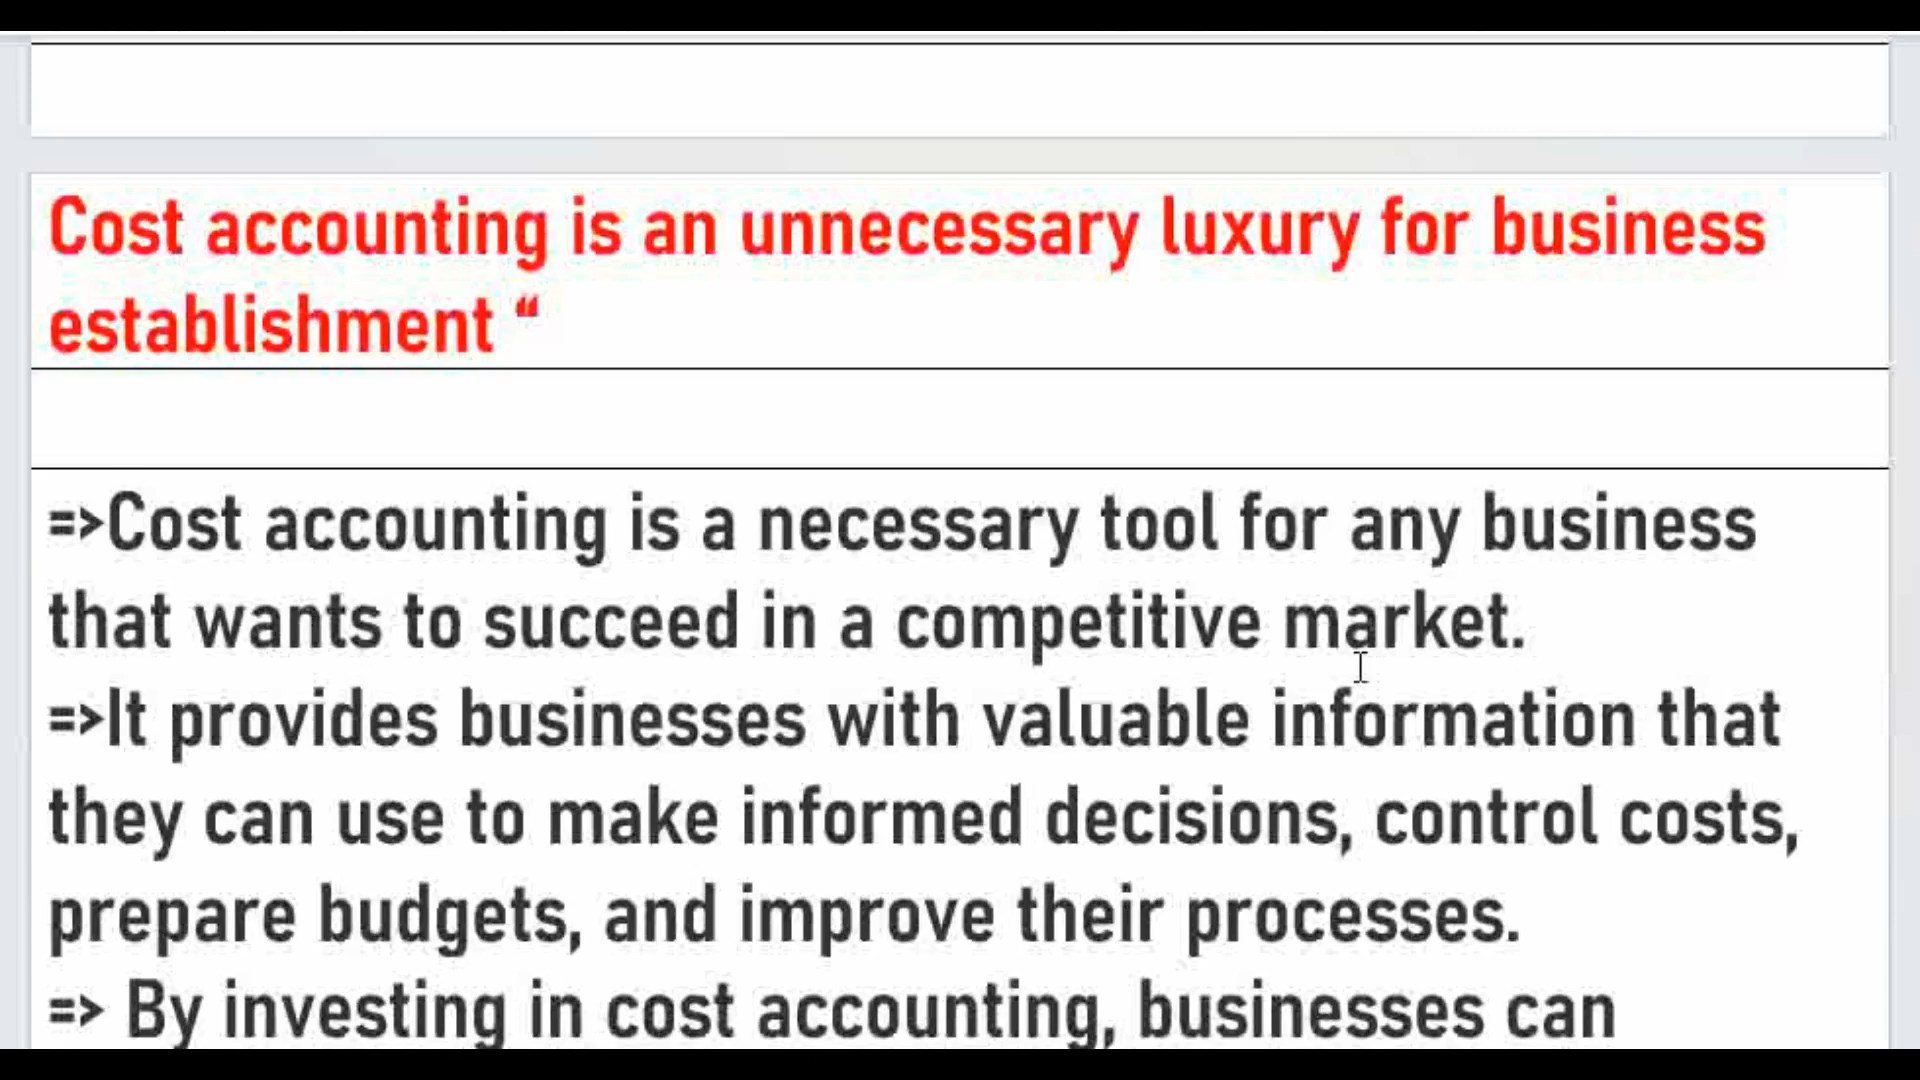 Cost accounting is an unnecessary luxury for business
establishment “
=>Cost accounting is a necessary tool for any business
that wants to succeed in a competitive market.
=>It provides businesses with valuable information that
they can use to make informed decisions, control costs,
prepare budgets, and improve their processes.
=> By investing in cost accounting, businesses can